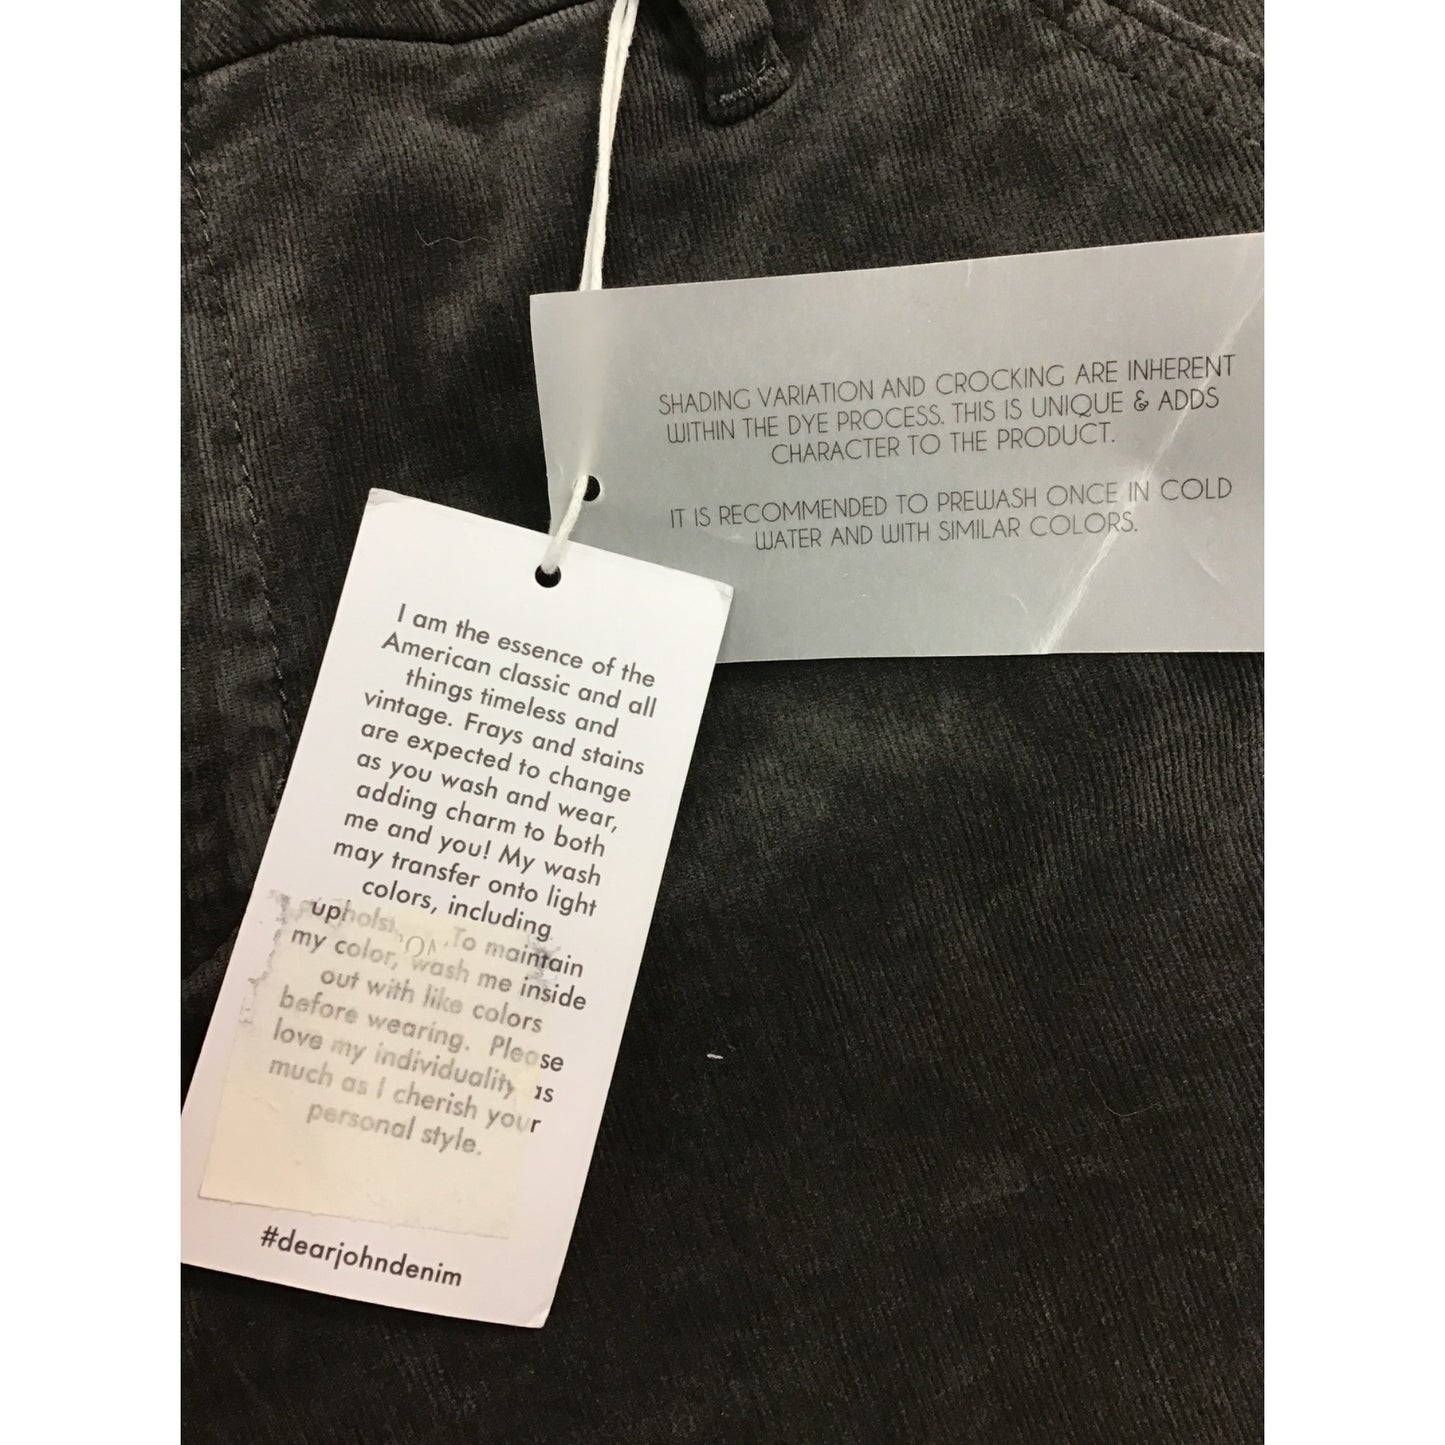 SHADING VARIATION AND CROCKING ARE INHERENT
WITHIN THE DYE PROCESS. THIS IS UNIQUE & ADDS
CHARACTER TO THE PRODUCT.
IT IS RECOMMENDED TO PREWASH ONCE IN COLD
WATER AND WITH SIMILAR COLORS.
I am the essence of the
American classic and all
things timeless and
vintage. Frays and stains
are expected to change
as you wash and wear,
adding charm to both
me and you! My wash
may transfer onto light
colors, including
To maintain
my color, wash me inside
out with like colors
before wearing. Please
love my individuality as
much as I cherish your
personal style.
#dearjohndenim